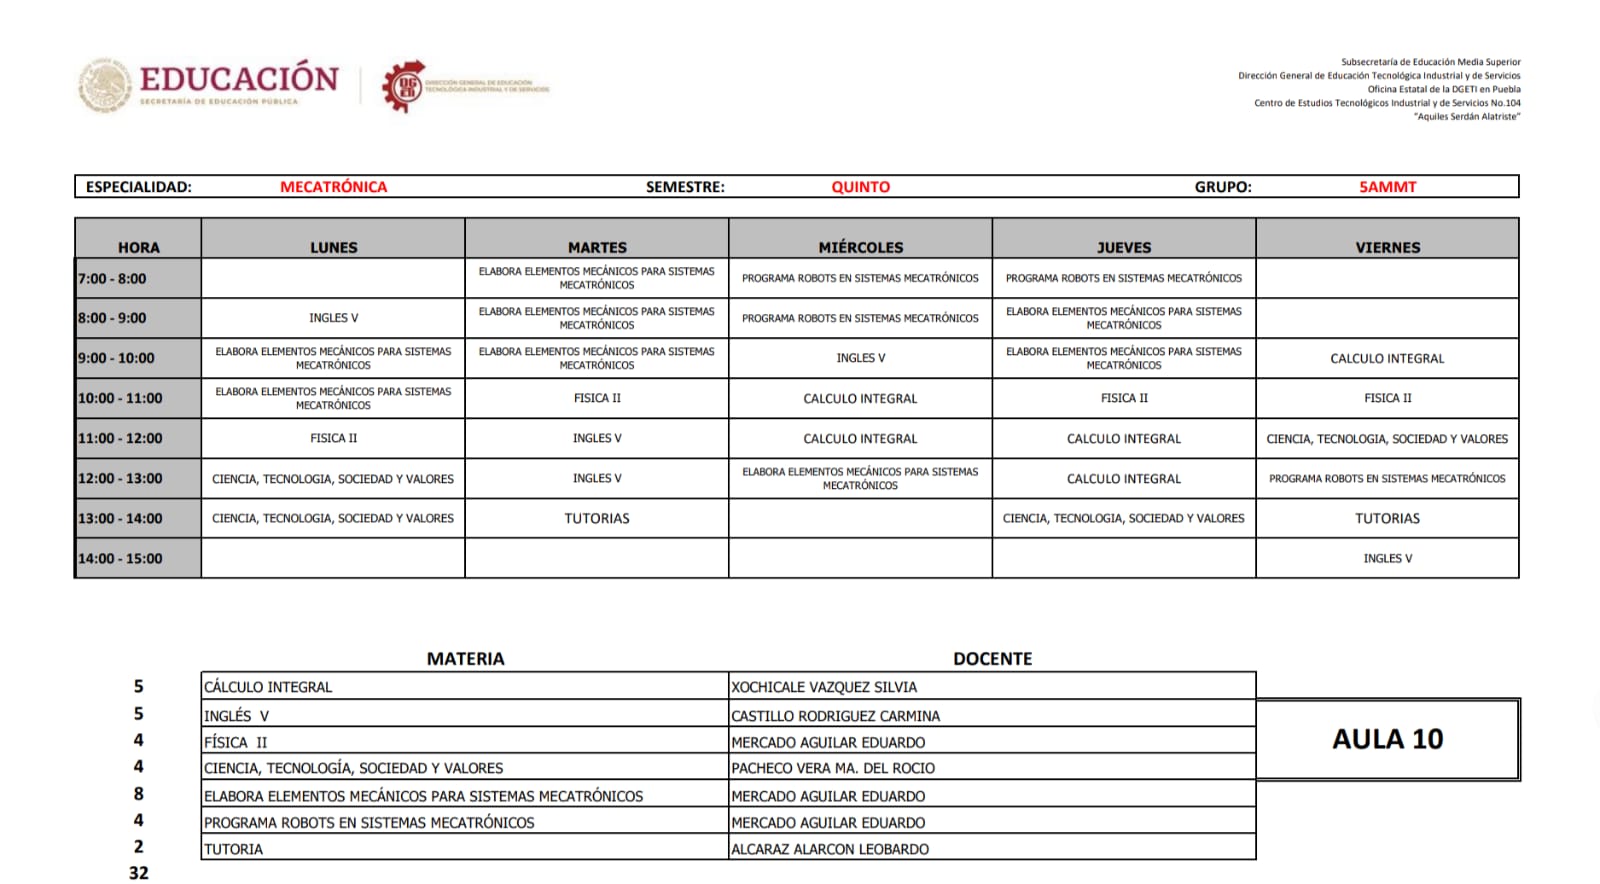 EDUCACIÓN
SECRETARÍA DE EDUCACIÓN PÚBLICA
DGETI
DIRECCIÓN GENERAL DE EDUCACIÓN
TECNOLÓGICA INDUSTRIAL Y DE SERVICIOS
Subsecretaría de Educación Media Superior
Dirección General de Educación Tecnológica Industrial y de Servicios
Oficina Estatal de la DGETI en Puebla
Centro de Estudios Tecnológicos Industrial y de Servicios No.104
"Aquiles Serdán Alatriste"
ESPECIALIDAD: MECATRÓNICA SEMESTRE: QUINTO GRUPO: 5AMMT
HORA LUNES MARTES MIÉRCOLES JUEVES VIERNES
7:00 - 8:00 ELABORA ELEMENTOS MECÁNICOS PARA SISTEMAS MECATRÓNICOS PROGRAMA ROBOTS EN SISTEMAS MECATRÓNICOS PROGRAMA ROBOTS EN SISTEMAS MECATRÓNICOS
8:00 - 9:00 INGLES V ELABORA ELEMENTOS MECÁNICOS PARA SISTEMAS MECATRÓNICOS PROGRAMA ROBOTS EN SISTEMAS MECATRÓNICOS ELABORA ELEMENTOS MECÁNICOS PARA SISTEMAS MECATRÓNICOS
9:00 - 10:00 ELABORA ELEMENTOS MECÁNICOS PARA SISTEMAS MECATRÓNICOS ELABORA ELEMENTOS MECÁNICOS PARA SISTEMAS MECATRÓNICOS INGLES V ELABORA ELEMENTOS MECÁNICOS PARA SISTEMAS MECATRÓNICOS CALCULO INTEGRAL
10:00 - 11:00 ELABORA ELEMENTOS MECÁNICOS PARA SISTEMAS MECATRÓNICOS FISICA II CALCULO INTEGRAL FISICA II FISICA II
11:00 - 12:00 FISICA II INGLES V CALCULO INTEGRAL CALCULO INTEGRAL CIENCIA, TECNOLOGIA, SOCIEDAD Y VALORES
12:00 - 13:00 CIENCIA, TECNOLOGIA, SOCIEDAD Y VALORES INGLES V ELABORA ELEMENTOS MECÁNICOS PARA SISTEMAS MECATRÓNICOS CALCULO INTEGRAL PROGRAMA ROBOTS EN SISTEMAS MECATRÓNICOS
13:00 - 14:00 CIENCIA, TECNOLOGIA, SOCIEDAD Y VALORES TUTORIAS CIENCIA, TECNOLOGIA, SOCIEDAD Y VALORES TUTORIAS
14:00 - 15:00 INGLES V
MATERIA DOCENTE
5 CÁLCULO INTEGRAL XOCHICALE VAZQUEZ SILVIA
5 INGLÉS V CASTILLO RODRIGUEZ CARMINA
4 FÍSICA II MERCADO AGUILAR EDUARDO
4 CIENCIA, TECNOLOGÍA, SOCIEDAD Y VALORES PACHECO VERA MA. DEL ROCIO
8 ELABORA ELEMENTOS MECÁNICOS PARA SISTEMAS MECATRÓNICOS MERCADO AGUILAR EDUARDO
4 PROGRAMA ROBOTS EN SISTEMAS MECATRÓNICOS MERCADO AGUILAR EDUARDO
2 TUTORIA ALCARAZ ALARCON LEOBARDO
32
AULA 10